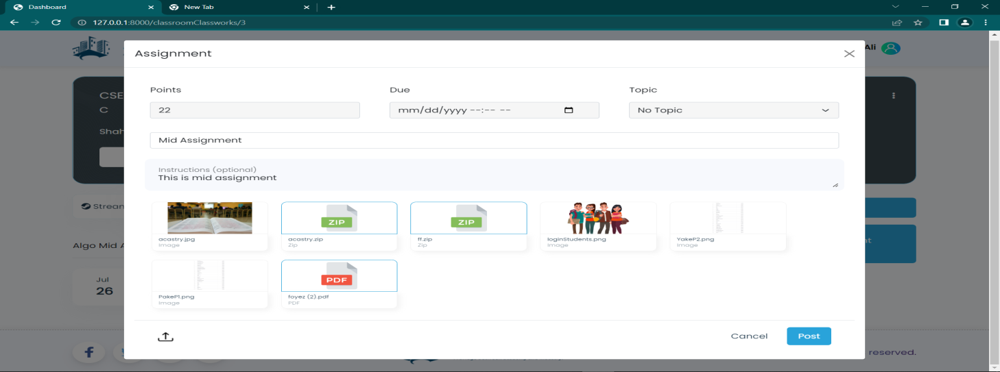 Dashboard
New Tab
127.0.0.1:8000/classroomClassworks/3
Assignment
Ali
Points
Due
Topic
22
mm/dd/yyyy --:-- --
No Topic
CSE
C
Shah
Mid Assignment
Instructions (optional)
This is mid assignment
Stream
ZIP
ZIP
acastry.jpg
Image
acastry.zip
Zip
ff.zip
Zip
loginStudents.png
Image
YakeP2.png
Image
Algo Mid A
nt
PDF
Jul
26
PakeP1.png
Image
foyez (2).pdf
PDF
Cancel
Post
reserved.